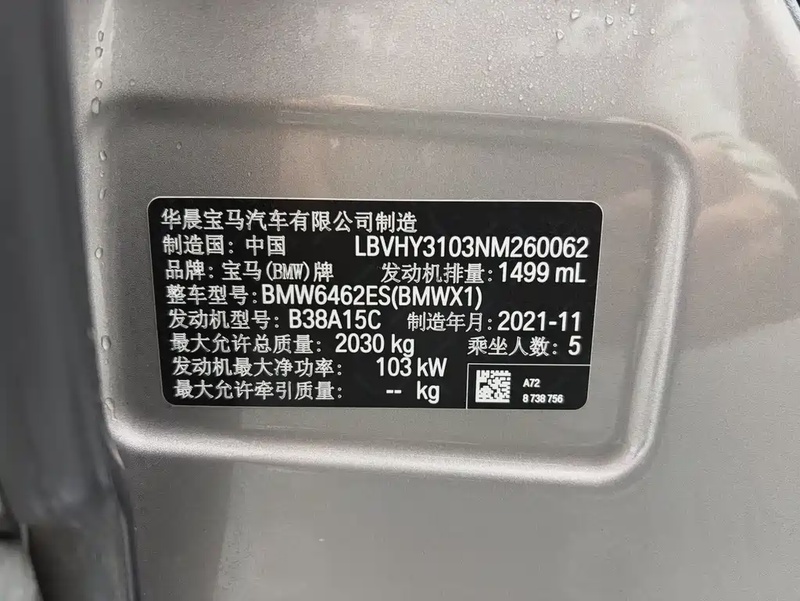 华晨宝马汽车有限公司制造
制造国: 中国 LBVHY3103NM260062
品牌: 宝马(BMW)牌 发动机排量: 1499 mL
整车型号: BMW6462ES(BMWX1)
发动机型号: B38A15C 制造年月: 2021-11
最大允许总质量: 2030 kg 乘坐人数: 5
发动机最大净功率: 103 kW
最大允许牵引质量: -- kg
A72
8 738 756